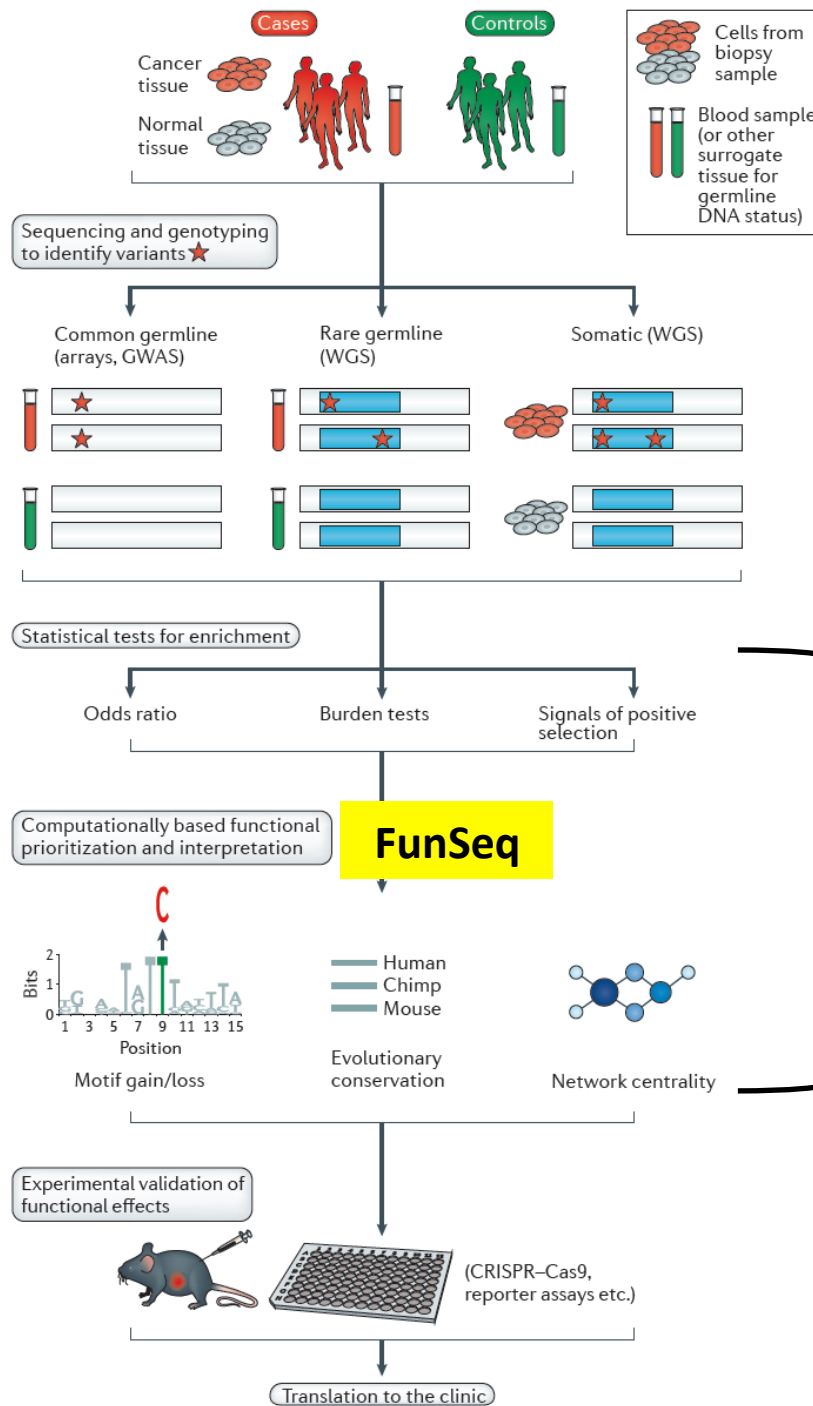 Cases
Controls
Cancer
tissue
Normal
tissue
Cells from
biopsy
sample
Blood sample
(or other
surrogate
tissue for
germline
DNA status)
Sequencing and genotyping
to identify variants
Common germline
(arrays, GWAS)
Rare germline
(WGS)
Somatic (WGS)
Statistical tests for enrichment
Odds ratio
Burden tests
Signals of positive
selection
Computationally based functional
prioritization and interpretation
FunSeq
C
2
1
0
Bits
T
T
T
1 3 5 7 9 11 13 15
Position
Motif gain/loss
Human
Chimp
Mouse
Evolutionary
conservation
Network centrality
Experimental validation of
functional effects
(CRISPR–Cas9,
reporter assays etc.)
Translation to the clinic